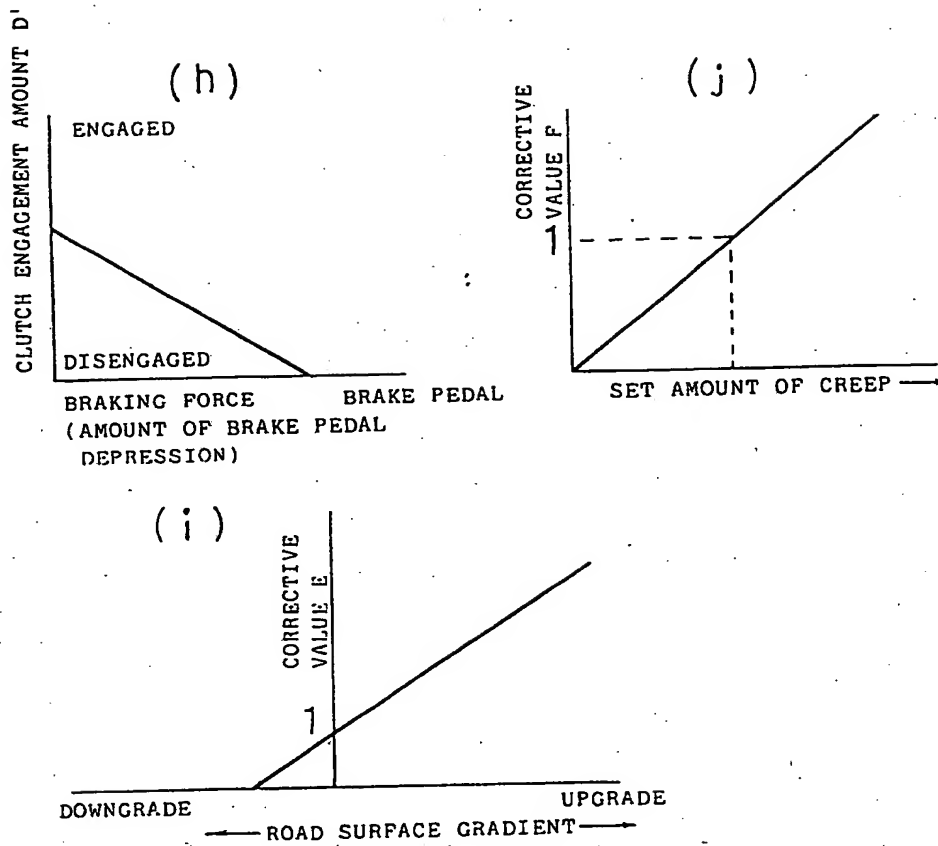 (h)
CLUTCH ENGAGEMENT AMOUNT D'
ENGAGED
DISENGAGED
BRAKING FORCE BRAKE PEDAL
(AMOUNT OF BRAKE PEDAL
DEPRESSION)
(j)
CORRECTIVE
VALUE F
1
SET AMOUNT OF CREEP
(i)
CORRECTIVE
VALUE E
1
DOWNGRADE
UPGRADE
ROAD SURFACE GRADIENT